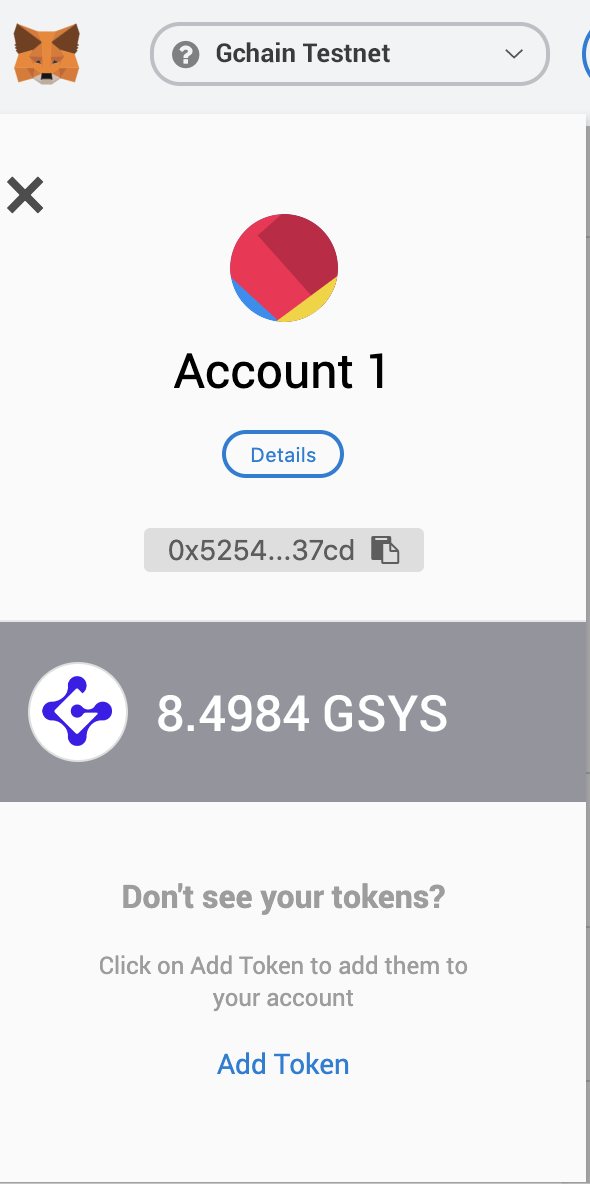 Gchain Testnet
Account 1
Details
0x5254...37cd
8.4984 GSYS
Don't see your tokens?
Click on Add Token to add them to
your account
Add Token